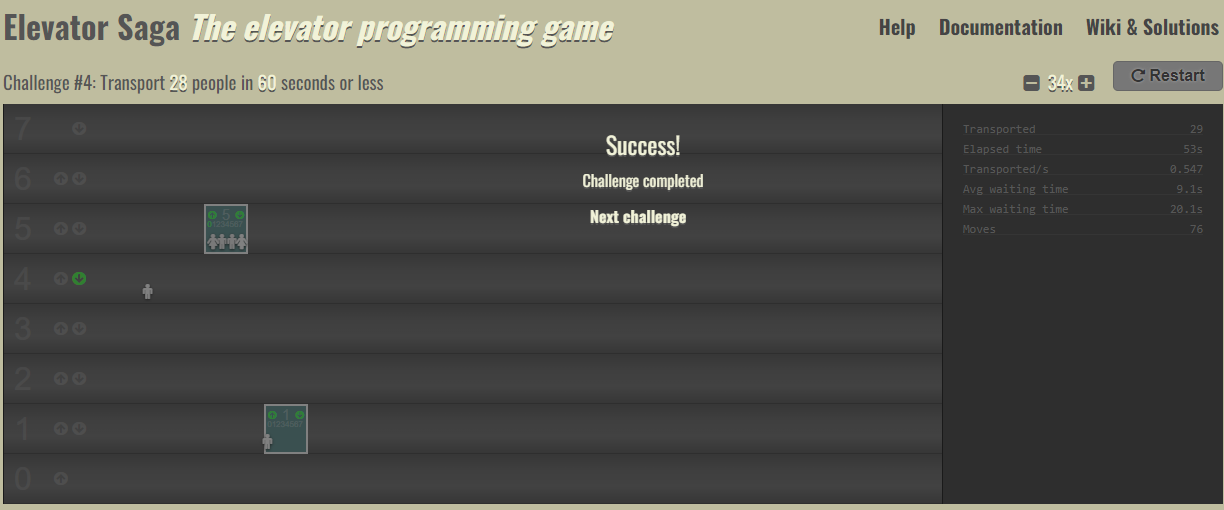 Elevator Saga The elevator programming game
Help Documentation Wiki & Solutions
Challenge #4: Transport 28 people in 60 seconds or less
34x Restart
7
6
5
4
3
2
1
0
5
01234567
1
01234567
Success!
Challenge completed
Next challenge
Transported 29
Elapsed time 53s
Transported/s 0.547
Avg waiting time 9.1s
Max waiting time 20.1s
Moves 76